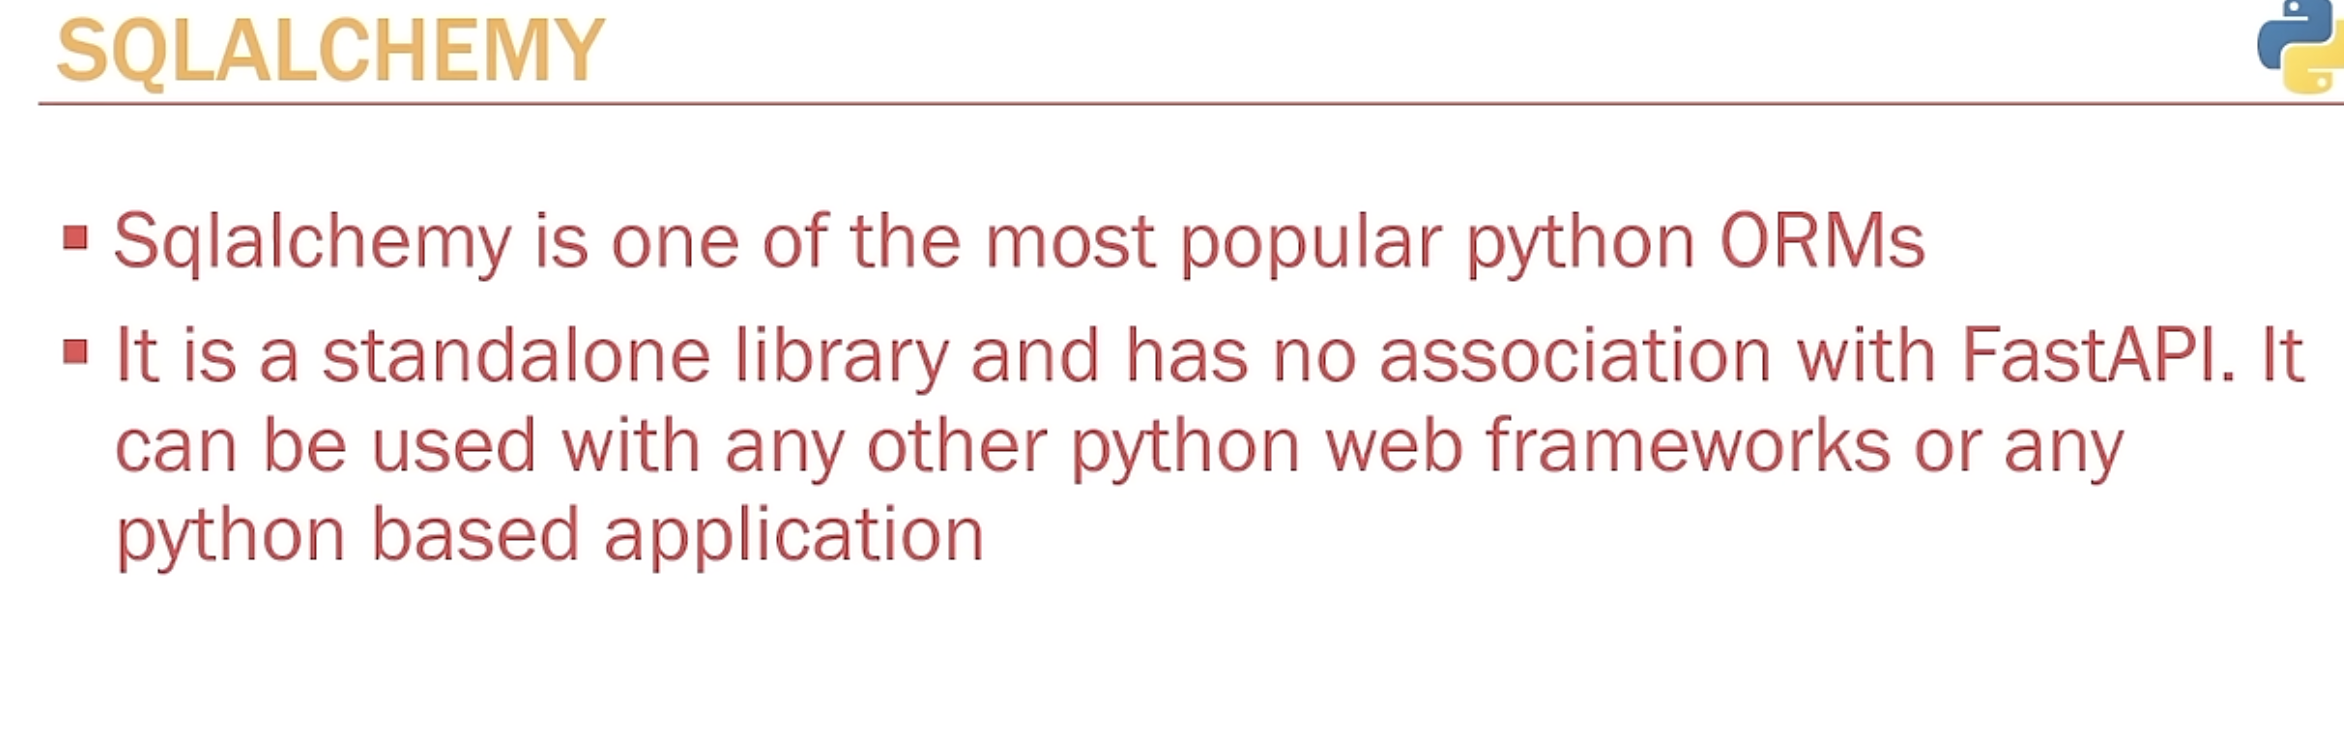 SQLALCHEMY
Sqlalchemy is one of the most popular python ORMs
It is a standalone library and has no association with FastAPI. It
can be used with any other python web frameworks or any
python based application